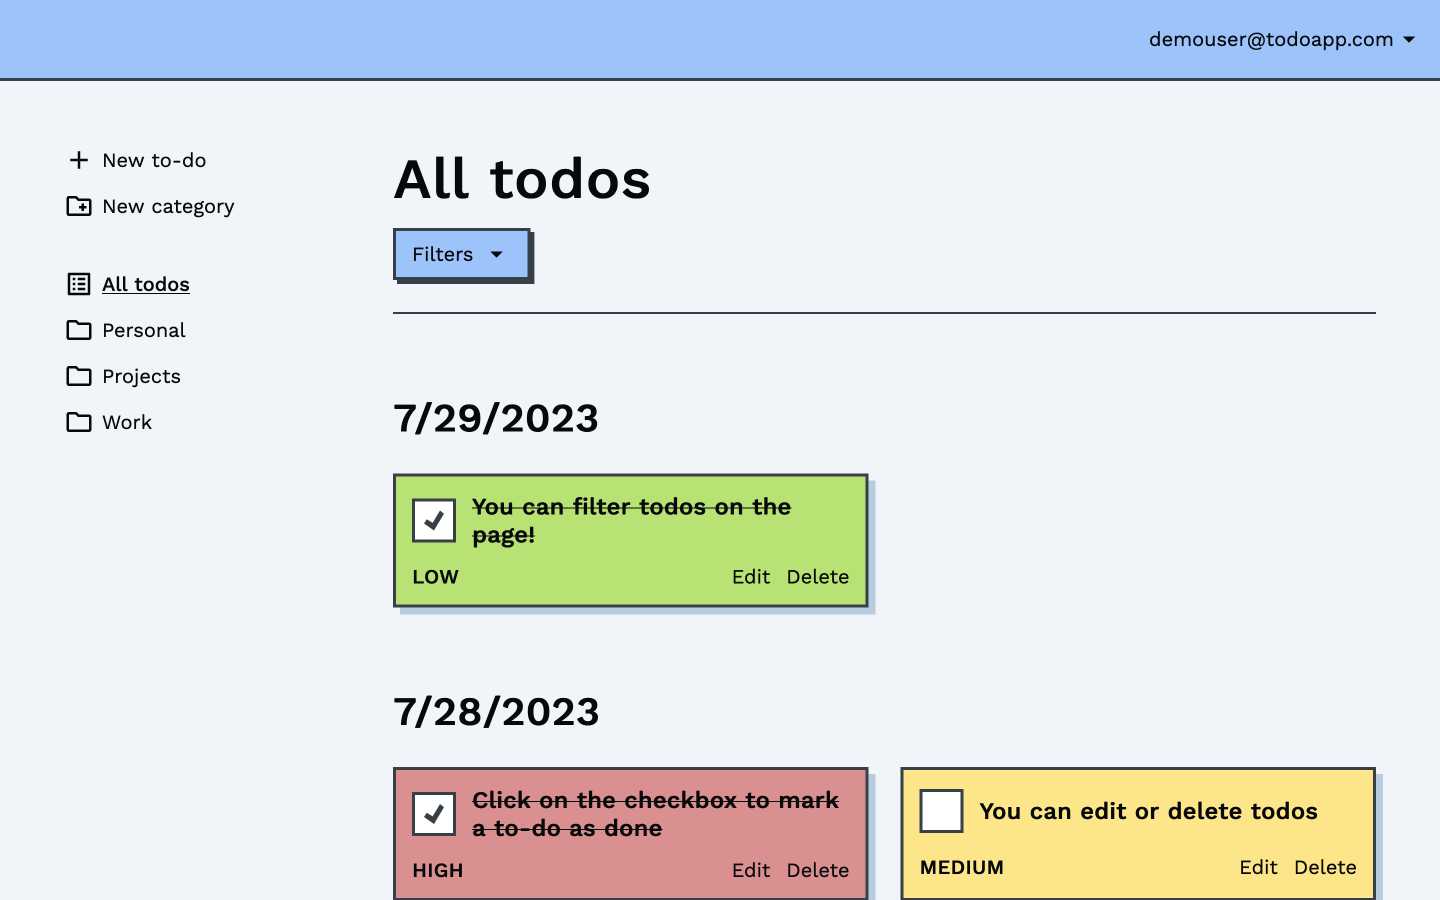 demouser@todoapp.com
New to-do
New category
All todos
Personal
Projects
Work
All todos
Filters
7/29/2023
You can filter todos on the
page!
LOW Edit Delete
7/28/2023
Click on the checkbox to mark
a to-do as done
HIGH Edit Delete
You can edit or delete todos
MEDIUM Edit Delete